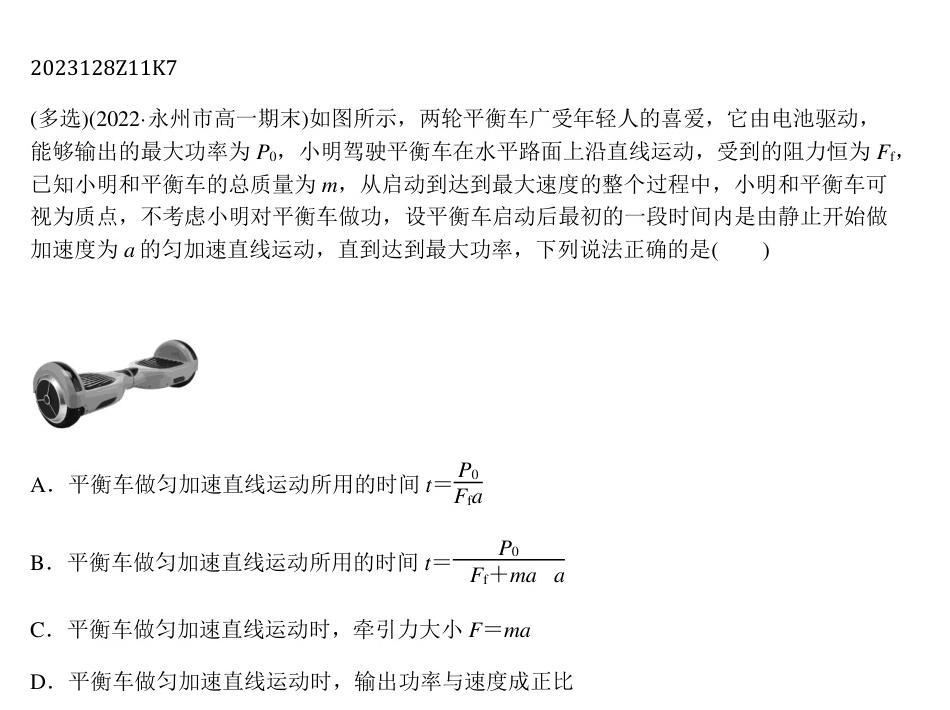 2023128Z11K7
(多选)(2022·永州市高一期末)如图所示，两轮平衡车广受年轻人的喜爱，它由电池驱动，
能够输出的最大功率为 P₀，小明驾驶平衡车在水平路面上沿直线运动，受到的阻力恒为 Ff，
已知小明和平衡车的总质量为 m，从启动到达到最大速度的整个过程中，小明和平衡车可
视为质点，不考虑小明对平衡车做功，设平衡车启动后最初的一段时间内是由静止开始做
加速度为 a 的匀加速直线运动，直到达到最大功率，下列说法正确的是(　　)
A．平衡车做匀加速直线运动所用的时间 t＝P₀/Ffa
B．平衡车做匀加速直线运动所用的时间 t＝P₀/Ff＋ma a
C．平衡车做匀加速直线运动时，牵引力大小 F＝ma
D．平衡车做匀加速直线运动时，输出功率与速度成正比